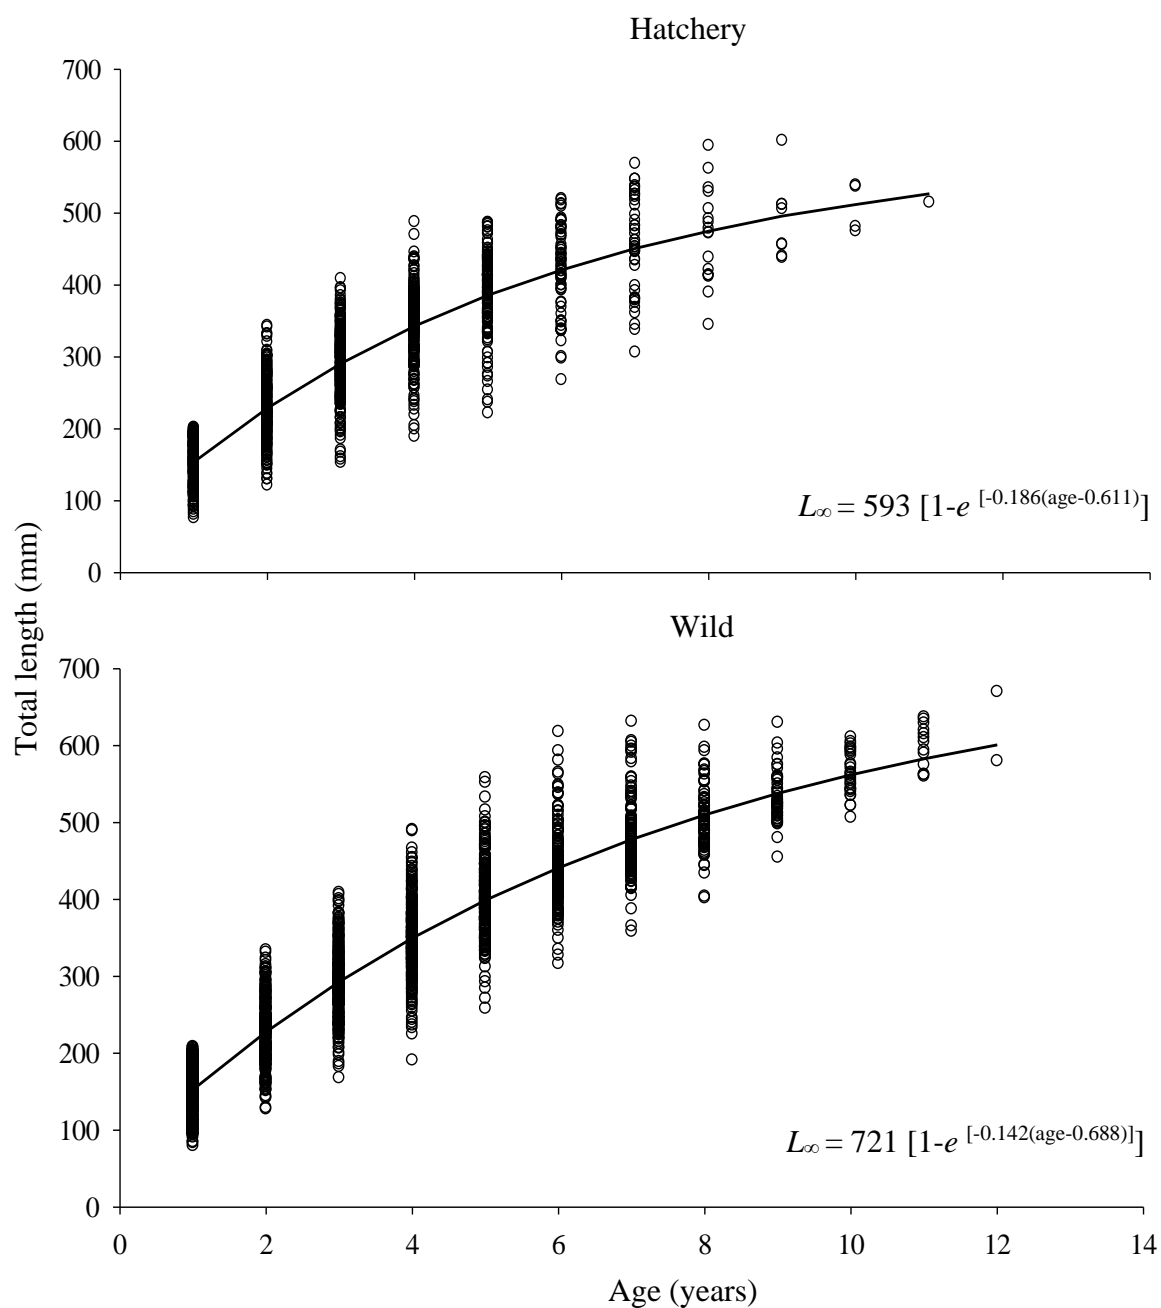 Hatchery
700
600
500
400
300
200
100
0
L∞ = 593 [1-e [-0.186(age-0.611)]
Total length (mm)
Wild
700
600
500
400
300
200
100
0
L∞ = 721 [1-e [-0.142(age-0.688)]]
0 2 4 6 8 10 12 14
Age (years)